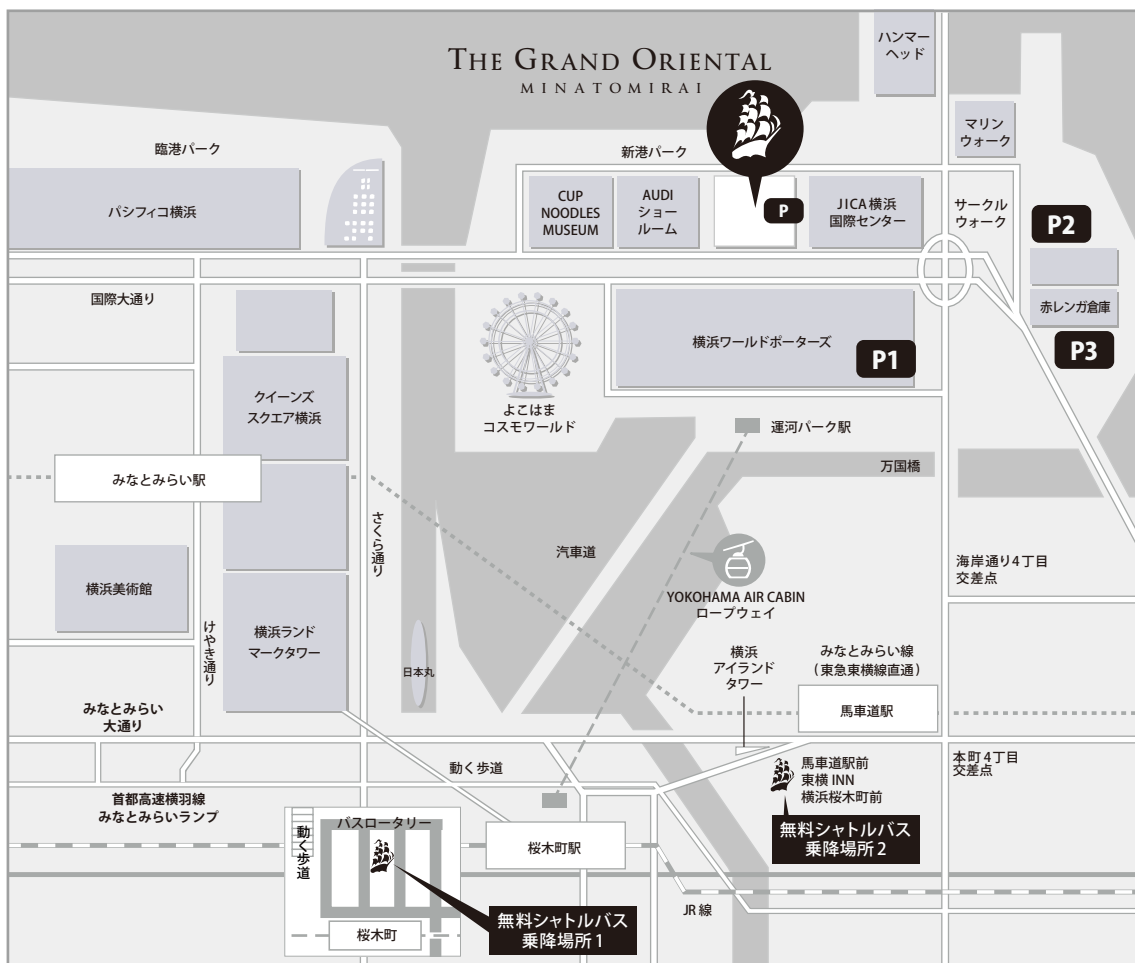 THE GRAND ORIENTAL
MINATOMIRAI
ハンマー
ヘッド
マリン
ウォーク
臨港パーク
新港パーク
パシフィコ横浜
CUP
NOODLES
MUSEUM
AUDI
ショー
ルーム
P
JICA横浜
国際センター
サークル
ウォーク
P2
国際大通り
赤レンガ倉庫
横浜ワールドポーターズ
P1
P3
クイーンズ
スクエア横浜
よこはま
コスモワールド
運河パーク駅
万国橋
みなとみらい駅
さくら通り
汽車道
横浜美術館
YOKOHAMA AIR CABIN
ロープウェイ
海岸通り4丁目
交差点
けやき通り
横浜ランド
マークタワー
日本丸
横浜
アイランド
タワー
みなとみらい線
(東急東横線直通)
馬車道駅
みなとみらい
大通り
動く歩道
馬車道駅前
東横 INN
横浜桜木町前
本町4丁目
交差点
首都高速横羽線
みなとみらいランプ
無料シャトルバス
乗降場所2
動く歩道
バスロータリー
桜木町駅
JR 線
無料シャトルバス
乗降場所1
桜木町